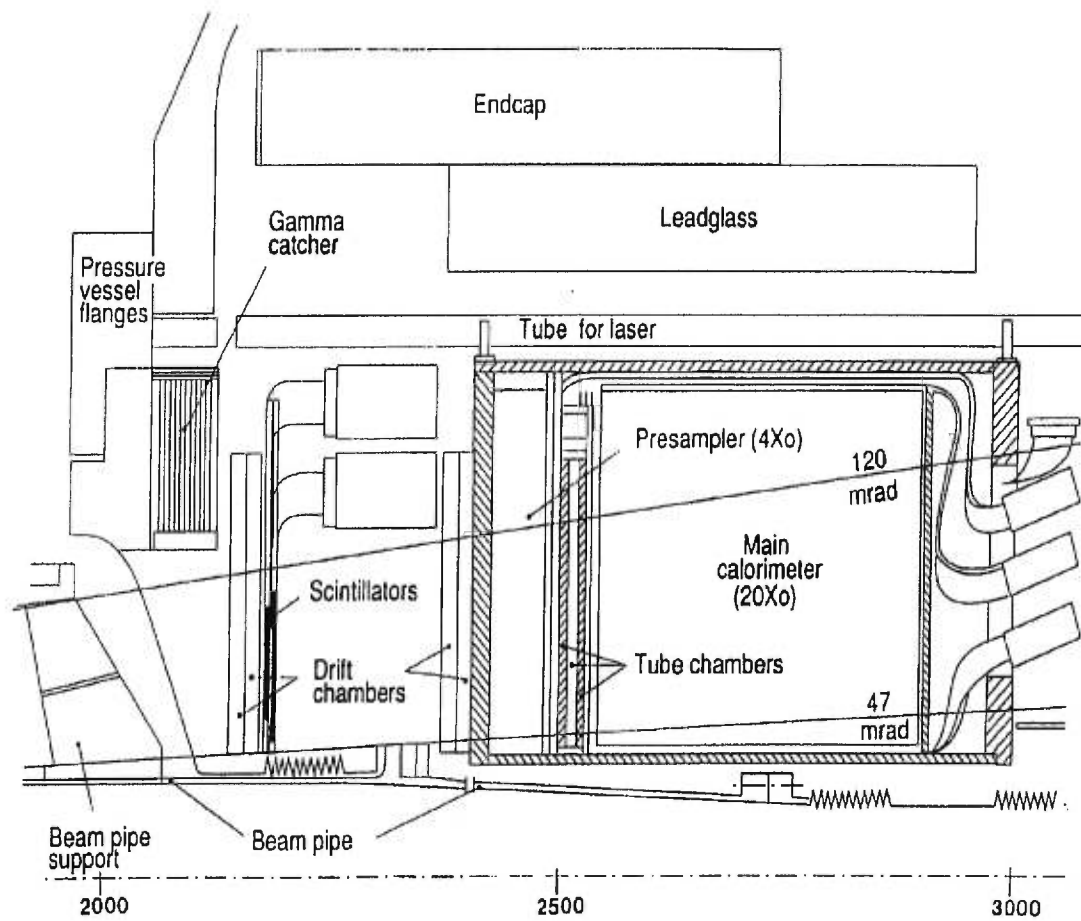 Endcap
Leadglass
Gamma
catcher
Pressure
vessel
flanges
Tube for laser
Presampler (4Xo)
120
mrad
Main
calorimeter
(20Xo)
Scintillators
Drift
chambers
Tube chambers
47
mrad
Beam pipe
support
Beam pipe
2000
2500
3000